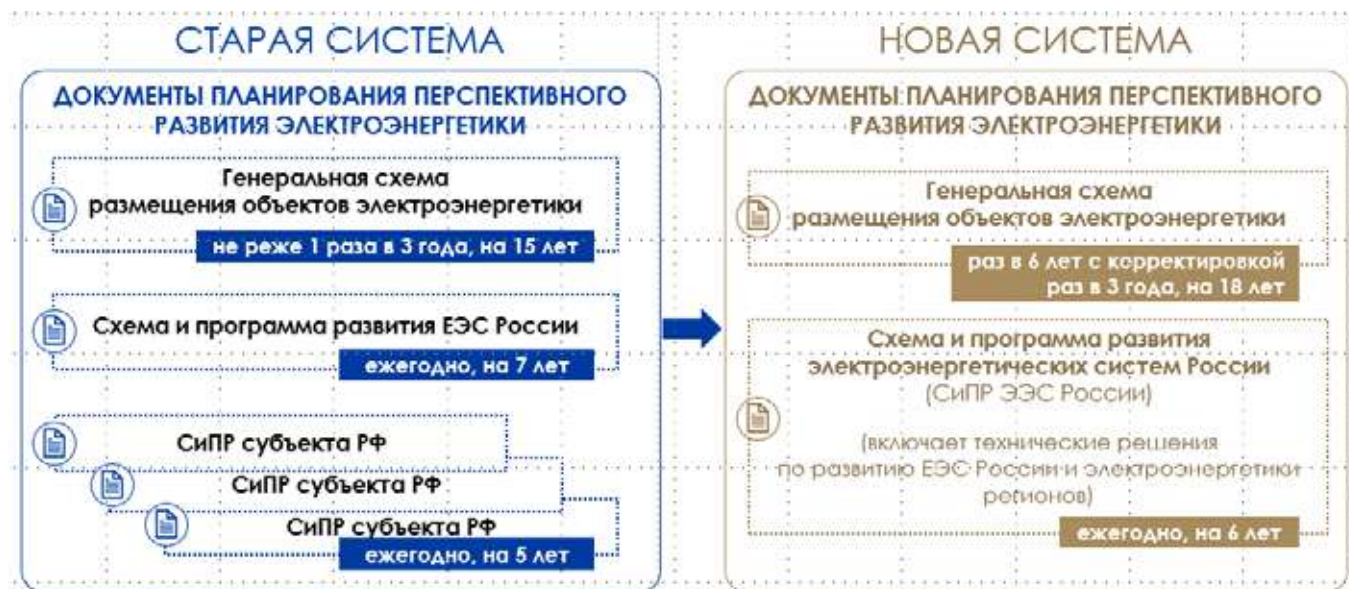 СТАРАЯ СИСТЕМА
ДОКУМЕНТЫ ПЛАНИРОВАНИЯ ПЕРСПЕКТИВНОГО
РАЗВИТИЯ ЭЛЕКТРОЭНЕРГЕТИКИ
Генеральная схема
размещения объектов электроэнергетики
не реже 1 раза в 3 года, на 15 лет
Схема и программа развития ЕЭС России
ежегодно, на 7 лет
СиПР субъекта РФ
СиПР субъекта РФ
СиПР субъекта РФ
ежегодно, на 5 лет
НОВАЯ СИСТЕМА
ДОКУМЕНТЫ ПЛАНИРОВАНИЯ ПЕРСПЕКТИВНОГО
РАЗВИТИЯ ЭЛЕКТРОЭНЕРГЕТИКИ
Генеральная схема
размещения объектов электроэнергетики
раз в 6 лет с корректировкой
раз в 3 года, на 18 лет
Схема и программа развития
электроэнергетических систем России
(СиПР ЭЭС России)
(включает технические решения
по развитию ЕЭС России и электроэнергетики
регионов)
ежегодно, на 6 лет